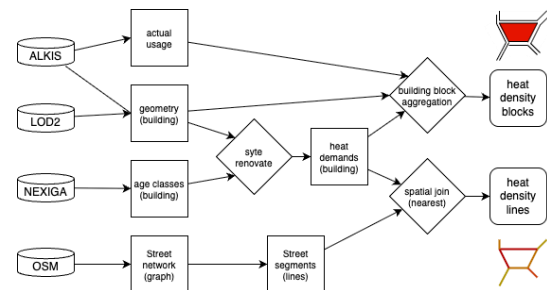 ALKIS
actual
usage
LOD2
geometry
(building)
building block
aggregation
heat
density
blocks
syte
renovate
heat
demands
(building)
NEXIGA
age classes
(building)
spatial join
(nearest)
heat
density
lines
OSM
Street
network
(graph)
Street
segments
(lines)